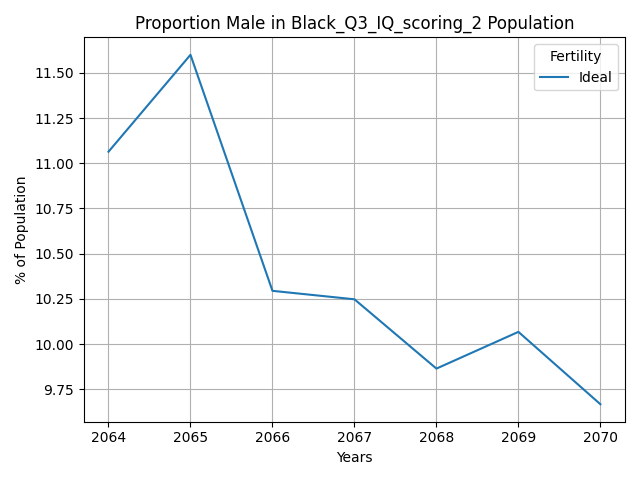 Proportion Male in Black_Q3_IQ_scoring_2 Population
Fertility
Ideal
% of Population
11.50
11.25
11.00
10.75
10.50
10.25
10.00
9.75
2064 2065 2066 2067 2068 2069 2070
Years